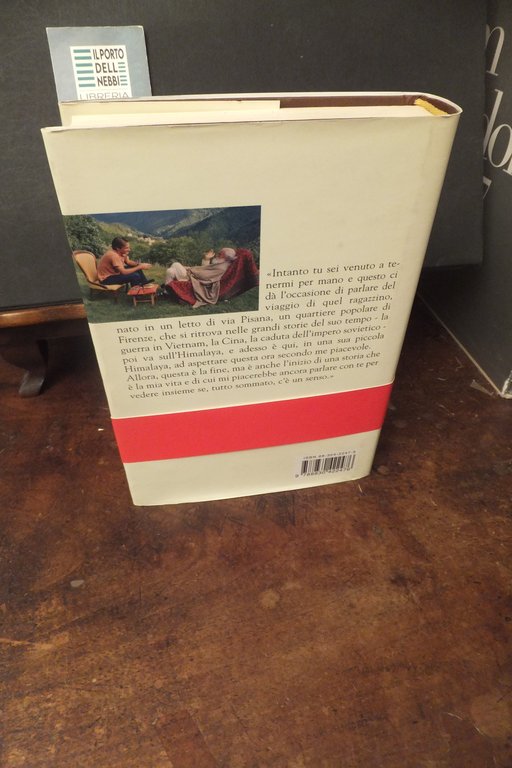 IL PORTO
DELL
NEBBI
LIBRERIA
«Intanto tu sei venuto a te-
nermi per mano e questo ci
dà l'occasione di parlare del
viaggio di quel ragazzino,
nato in un letto di via Pisana, un quartiere popolare di
Firenze, che si ritrova nelle grandi storie del suo tempo - la
guerra in Vietnam, la Cina, la caduta dell'impero sovietico -
poi va sull'Himalaya, e adesso è qui, in una sua piccola
Himalaya, ad aspettare questa ora secondo me piacevole.
Allora, questa è la fine, ma è anche l'inizio di una storia che
è la mia vita e di cui mi piacerebbe ancora parlare con te per
vedere insieme se, tutto sommato, c'è un senso.»